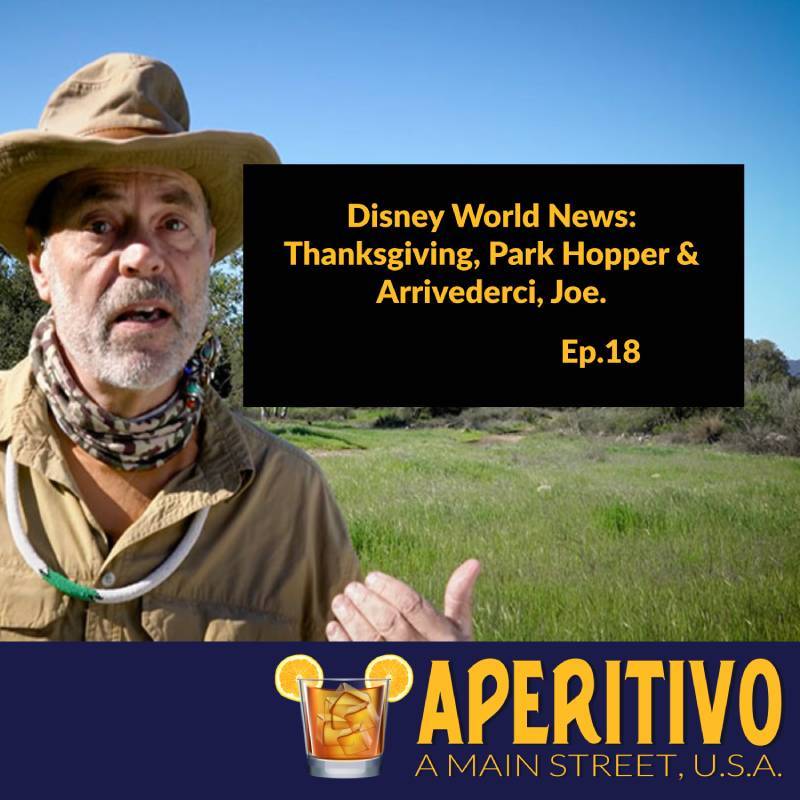 Disney World News:
Thanksgiving, Park Hopper &
Arrivederci, Joe.
Ep.18
APERITIVO
A MAIN STREET, U.S.A.